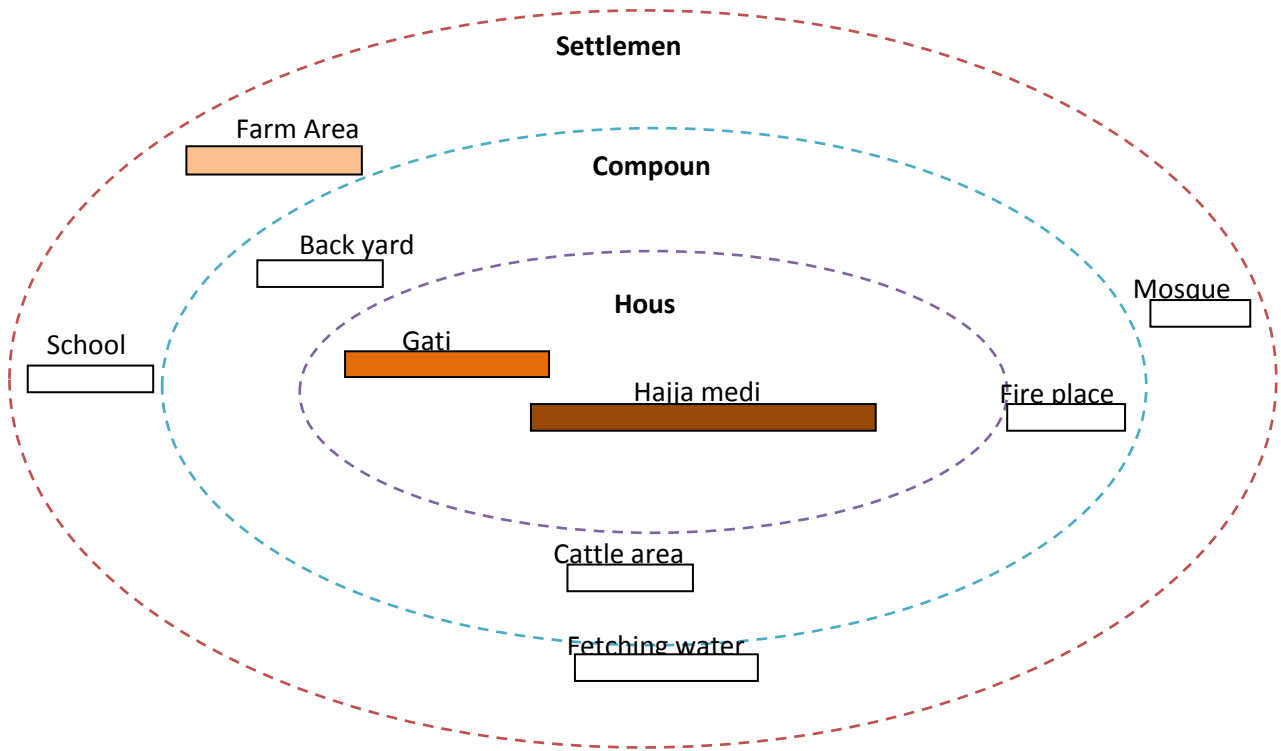 Settlemen
Farm Area
Compoun
Back yard
Mosque
Hous
School
Gati
Hajja medi
Fire place
Cattle area
Fetching water